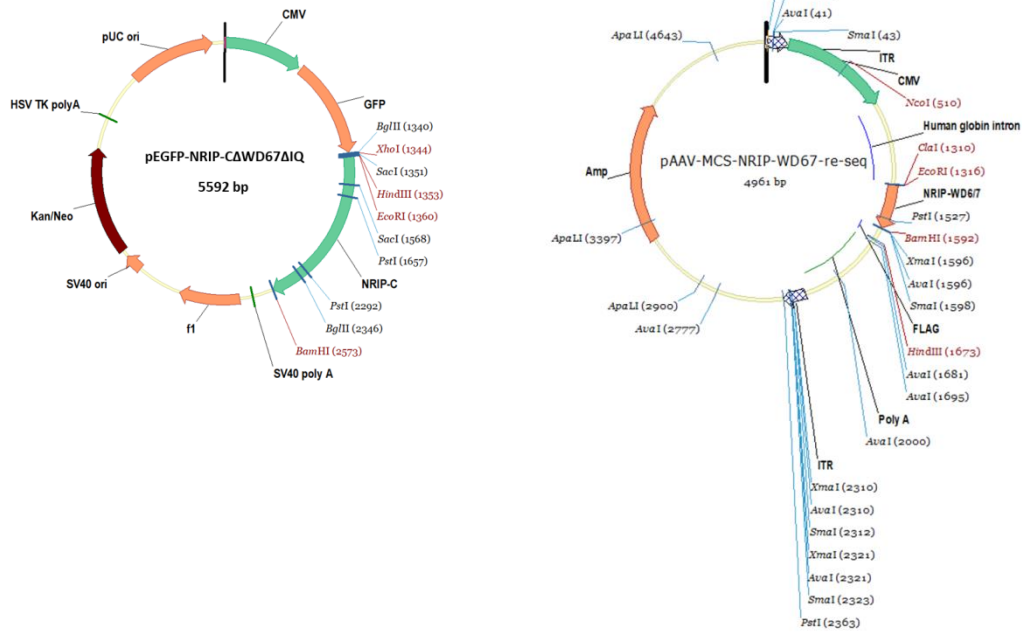 CMV
pUC ori
GFP
HSV TK polyA
BglII (1340)
XhoI (1344)
SacI (1351)
HindIII (1353)
EcoRI (1360)
SacI (1568)
PstI (1657)
pEGFP-NRIP-CΔWD67ΔIQ
5592 bp
Kan/Neo
NRIP-C
SV40 ori
PstI (2292)
BglII (2346)
f1
BamHI (2573)
SV40 poly A
AvaI (41)
SmaI (43)
ApaLI (4643)
ITR
CMV
NcoI (510)
Human globin intron
ClaI (1310)
EcoRI (1316)
pAAV-MCS-NRIP-WD67-re-seq
4961 bp
Amp
NRIP-WD6/7
PstI (1527)
BamHI (1592)
XmaI (1596)
AvaI (1596)
SmaI (1598)
ApaLI (3397)
ApaLI (2900)
AvaI (2777)
FLAG
HindIII (1673)
AvaI (1681)
AvaI (1695)
Poly A
AvaI (2000)
ITR
XmaI (2310)
AvaI (2310)
SmaI (2312)
XmaI (2321)
AvaI (2321)
SmaI (2323)
PstI (2363)